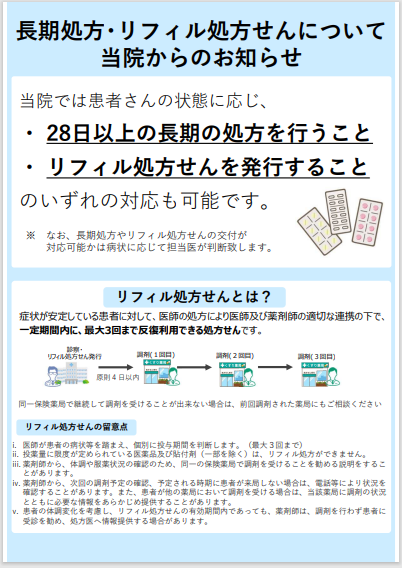 長期処方･リフィル処方せんについて
当院からのお知らせ
当院では患者さんの状態に応じ、
・ 28日以上の長期の処方を行うこと
・ リフィル処方せんを発行すること
のいずれの対応も可能です。
※ なお、長期処方やリフィル処方せんの交付が
対応可能かは病状に応じて担当医が判断致します。
リフィル処方せんとは？
症状が安定している患者に対して、医師の処方により医師及び薬剤師の適切な連携の下で、
一定期間内に、最大３回まで反復利用できる処方せんです。
診察・
リフィル処方せん発行
調剤(１回目)
調剤(２回目)
調剤(３回目)
原則４日以内
同一保険薬局で継続して調剤を受けることが出来ない場合は、前回調剤された薬局にもご相談ください
リフィル処方せんの留意点
i. 医師が患者の病状等を踏まえ、個別に投与期間を判断します。（最大３回まで）
ii. 投薬量に限度が定められている医薬品及び貼付剤（一部を除く）は、リフィル処方ができません。
iii. 薬剤師から、体調や服薬状況の確認のため、同一の保険薬局で調剤を受けることを勧める説明をするこ
とがあります。
iv. 薬剤師から、次回の調剤予定の確認、予定される時期に患者が来局しない場合は、電話等により状況を
確認することがあります。また、患者が他の薬局において調剤を受ける場合は、当該薬局に調剤の状況
とともに必要な情報をあらかじめ提供することがあります。
v. 患者の体調変化を考慮し、リフィル処方せんの有効期間内であっても、薬剤師は、調剤を行わず患者に
受診を勧め、処方医へ情報提供する場合があります。